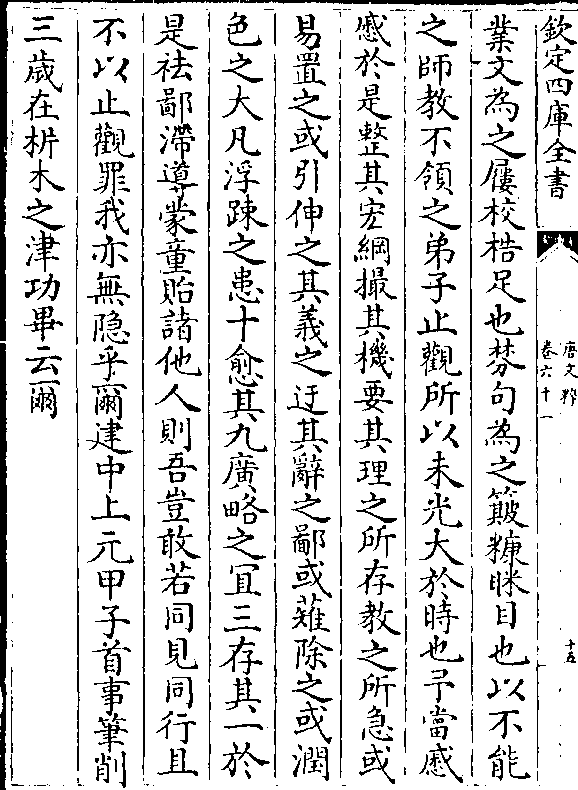 欽定四庫全書
唐文粹
卷六十一
十五
業文為之屨校桎足也棼句為之簸糠眯目也以不能
之師教不領之弟子止觀所以未光大於時也予當慼
慼於是整其宏綱撮其機要其理之所存教之所急或
易置之或引伸之其義之迂其辭之鄙或薙除之或潤
色之大凡浮踈之患十愈其九廣略之宜三存其一於
是祛鄙滯導蒙童貽諸他人則吾豈敢若同見同行且
不以止觀罪我亦無隐乎爾建中上元甲子首事筆削
三歲在析木之津功畢云爾